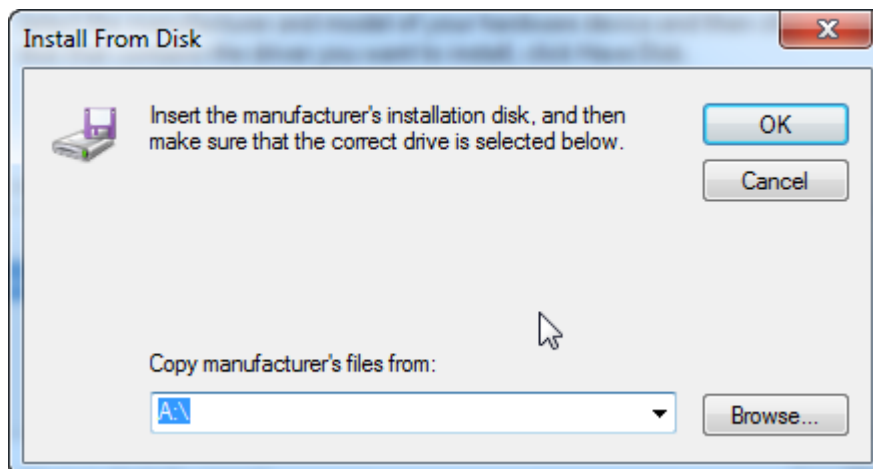 Install From Disk
Insert the manufacturer's installation disk, and then
make sure that the correct drive is selected below.
OK
Cancel
Copy manufacturer's files from:
A:\
Browse...